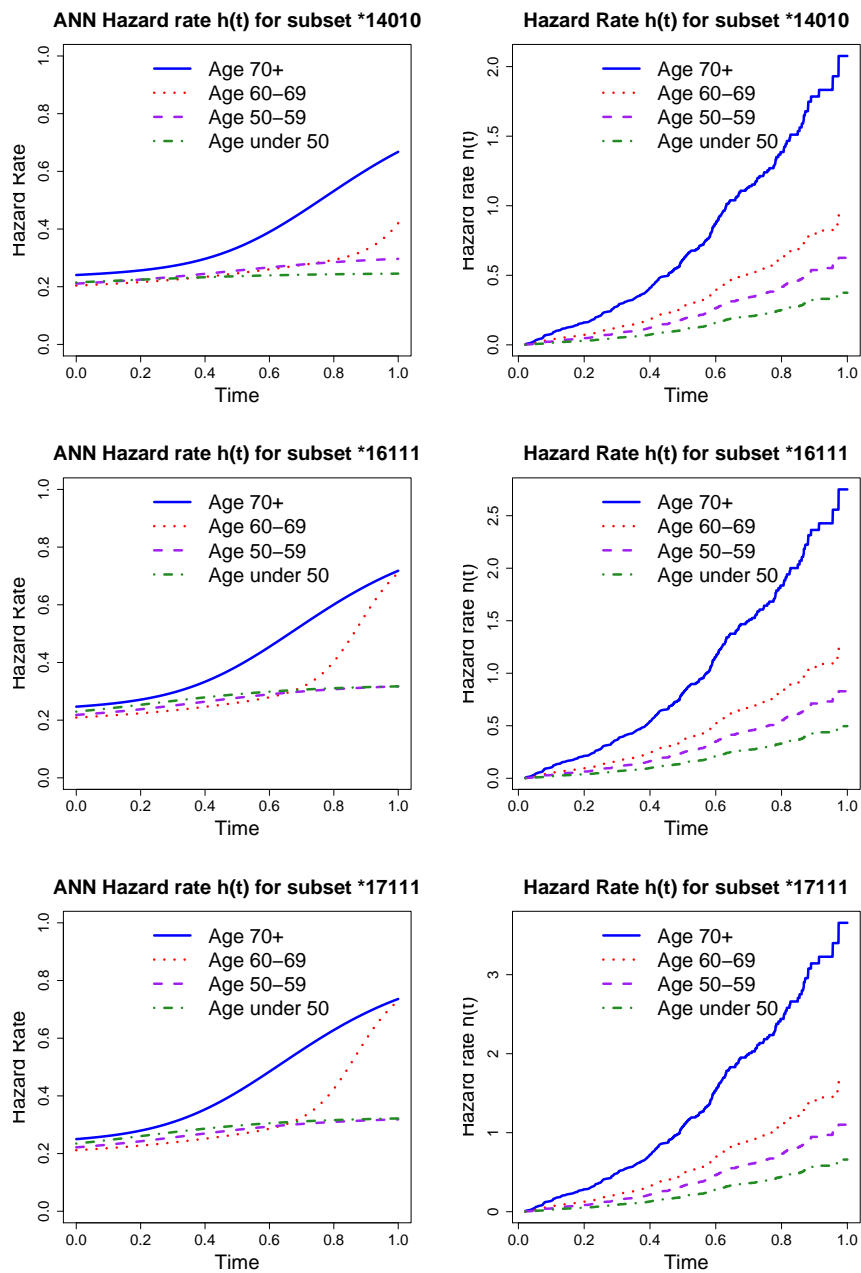 ANN Hazard rate h(t) for subset *14010
Hazard Rate
1.0
0.8
0.6
0.4
0.2
0.0
Age 70+
Age 60−69
Age 50−59
Age under 50
0.0 0.2 0.4 0.6 0.8 1.0
Time
Hazard Rate h(t) for subset *14010
Hazard rate h(t)
2.0
1.5
1.0
0.5
0.0
Age 70+
Age 60−69
Age 50−59
Age under 50
0.0 0.2 0.4 0.6 0.8 1.0
Time
ANN Hazard rate h(t) for subset *16111
Hazard Rate
1.0
0.8
0.6
0.4
0.2
0.0
Age 70+
Age 60−69
Age 50−59
Age under 50
0.0 0.2 0.4 0.6 0.8 1.0
Time
Hazard Rate h(t) for subset *16111
Hazard rate h(t)
2.5
2.0
1.5
1.0
0.5
0.0
Age 70+
Age 60−69
Age 50−59
Age under 50
0.0 0.2 0.4 0.6 0.8 1.0
Time
ANN Hazard rate h(t) for subset *17111
Hazard Rate
1.0
0.8
0.6
0.4
0.2
0.0
Age 70+
Age 60−69
Age 50−59
Age under 50
0.0 0.2 0.4 0.6 0.8 1.0
Time
Hazard Rate h(t) for subset *17111
Hazard rate h(t)
3
2
1
0
Age 70+
Age 60−69
Age 50−59
Age under 50
0.0 0.2 0.4 0.6 0.8 1.0
Time